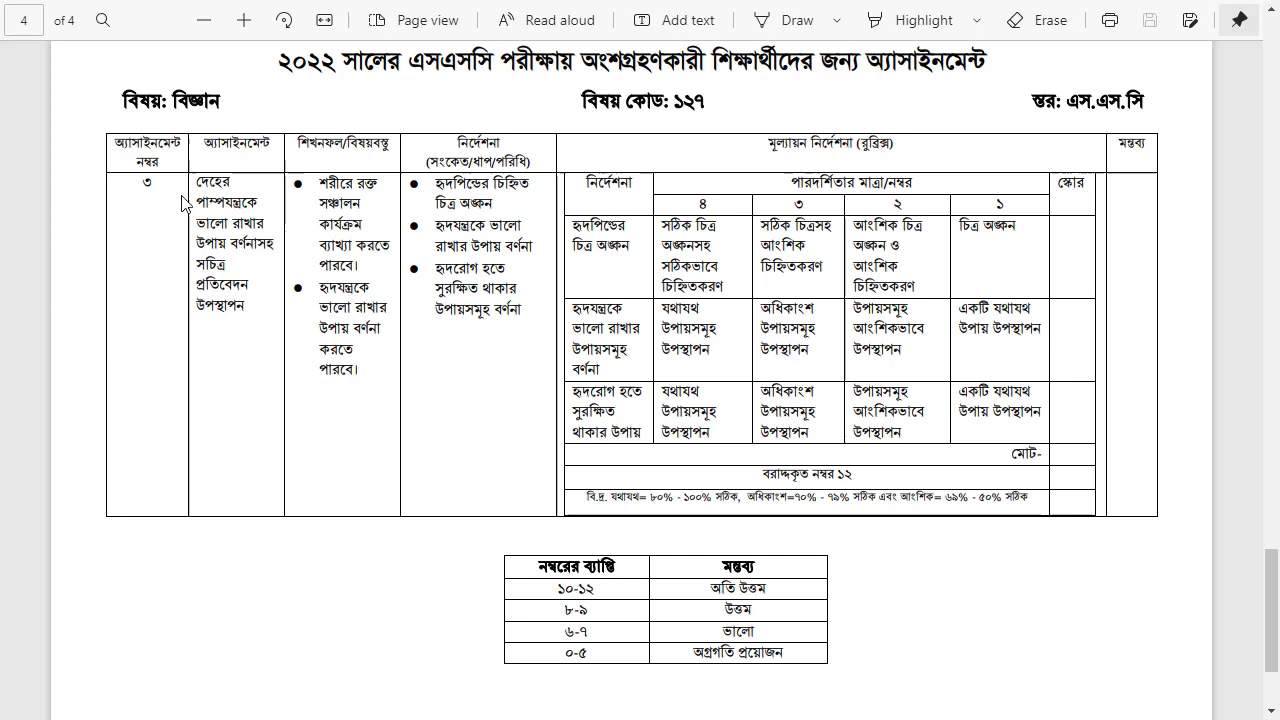 4 of 4 Page view Read aloud Add text Draw Highlight Erase
২০২২ সালের এসএসসি পরীক্ষায় অংশগ্রহণকারী শিক্ষার্থীদের জন্য অ্যাসাইনমেন্ট
বিষয়: বিজ্ঞান বিষয় কোড: ১২৭ স্তর: এস.এস.সি
অ্যাসাইনমেন্ট
নম্বর
অ্যাসাইনমেন্ট
শিখনফল/বিষয়বস্তু
নির্দেশনা
(সংকেত/ধাপ/পরিধি)
মূল্যায়ন নির্দেশনা (রুব্রিক্স)
মন্তব্য
৩
দেহের
পাম্পযন্ত্রকে
ভালো রাখার
উপায় বর্ণনাসহ
সচিত্র
প্রতিবেদন
উপস্থাপন
● শরীরে রক্ত
সঞ্চালন
কার্যক্রম
ব্যাখ্যা করতে
পারবে।
● হৃদযন্ত্রকে
ভালো রাখার
উপায় বর্ণনা
করতে
পারবে।
● হৃদপিন্ডের চিহ্নিত
চিত্র অঙ্কন
● হৃদযন্ত্রকে ভালো
রাখার উপায় বর্ণনা
● হৃদরোগ হতে
সুরক্ষিত থাকার
উপায়সমূহ বর্ণনা
নির্দেশনা
পারদর্শিতার মাত্রা/নম্বর
স্কোর
৪ ৩ ২ ১
হৃদপিন্ডের
চিত্র অঙ্কন
সঠিক চিত্র
অঙ্কনসহ
সঠিকভাবে
চিহ্নিতকরণ
সঠিক চিত্রসহ
আংশিক
চিহ্নিতকরণ
আংশিক চিত্র
অঙ্কন ও
আংশিক
চিহ্নিতকরণ
চিত্র অঙ্কন
হৃদযন্ত্রকে
ভালো রাখার
উপায়সমূহ
বর্ণনা
যথাযথ
উপায়সমূহ
উপস্থাপন
অধিকাংশ
উপায়সমূহ
উপস্থাপন
উপায়সমূহ
আংশিকভাবে
উপস্থাপন
একটি যথাযথ
উপায় উপস্থাপন
হৃদরোগ হতে
সুরক্ষিত
থাকার উপায়
যথাযথ
উপায়সমূহ
উপস্থাপন
অধিকাংশ
উপায়সমূহ
উপস্থাপন
উপায়সমূহ
আংশিকভাবে
উপস্থাপন
একটি যথাযথ
উপায় উপস্থাপন
মোট-
বরাদ্দকৃত নম্বর ১২
বি.দ্র. যথাযথ= ৮০% - ১০০% সঠিক, অধিকাংশ=৭০% - ৭৯% সঠিক এবং আংশিক= ৬৯% - ৫০% সঠিক
নম্বরের ব্যাপ্তি মন্তব্য
১০-১২ অতি উত্তম
৮-৯ উত্তম
৬-৭ ভালো
০-৫ অগ্রগতি প্রয়োজন